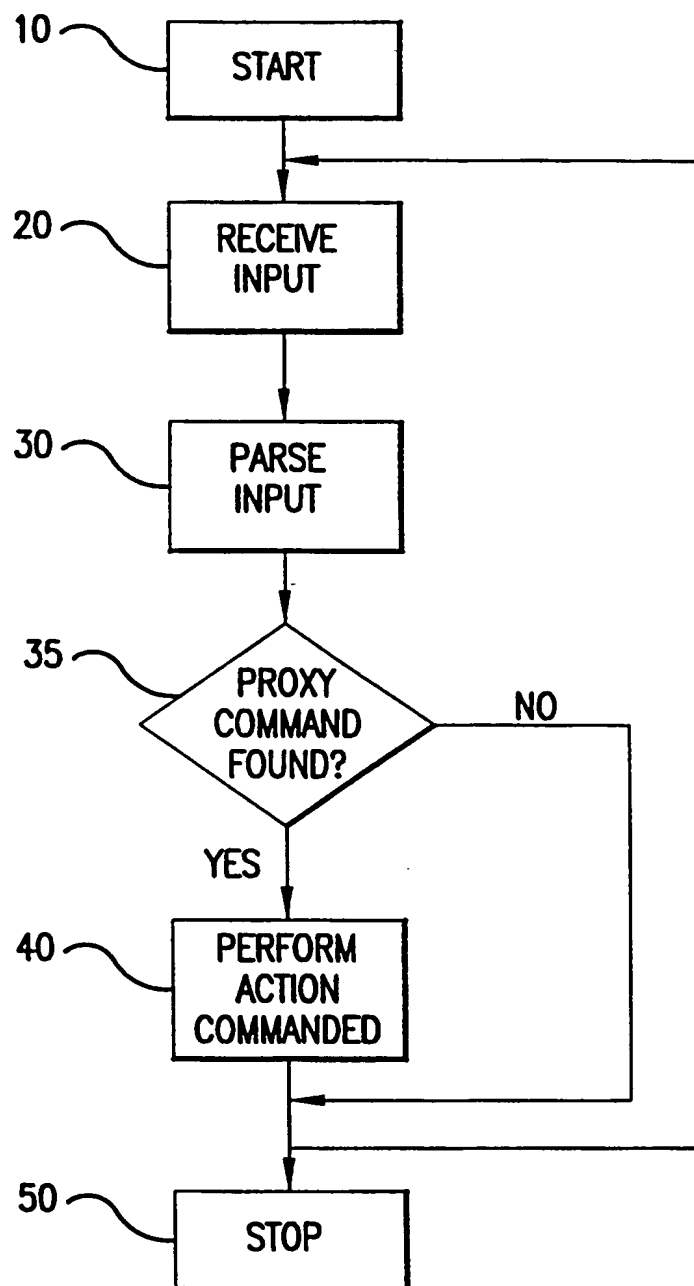 10
START
20
RECEIVE
INPUT
30
PARSE
INPUT
35
PROXY
COMMAND
FOUND?
NO
YES
40
PERFORM
ACTION
COMMANDED
50
STOP